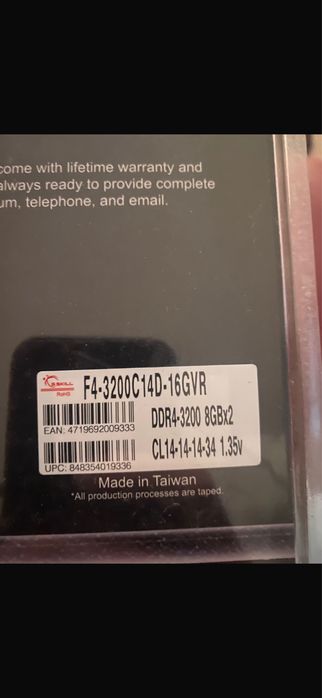 come with lifetime warranty and
always ready to provide complete
um, telephone, and email.
G.SKILL
RoHS
F4-3200C14D-16GVR
DDR4-3200 8GBx2
EAN: 4719692009333
CL14-14-14-34 1.35v
UPC: 848354019336
Made in Taiwan
*All production processes are taped.